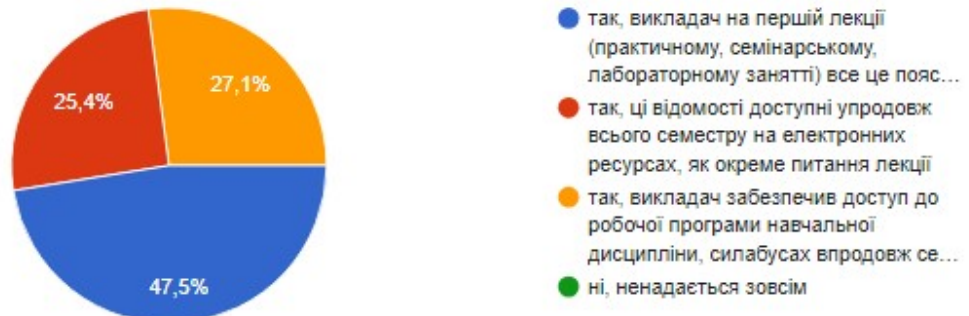 27,1%
25,4%
47,5%
так, викладач на першій лекції
(практичному, семінарському,
лабораторному занятті) все це пояс...
так, ці відомості доступні упродовж
всього семестру на електронних
ресурсах, як окреме питання лекції
так, викладач забезпечив доступ до
робочої програми навчальної
дисципліни, силабусах впродовж се...
ні, ненадається зовсім